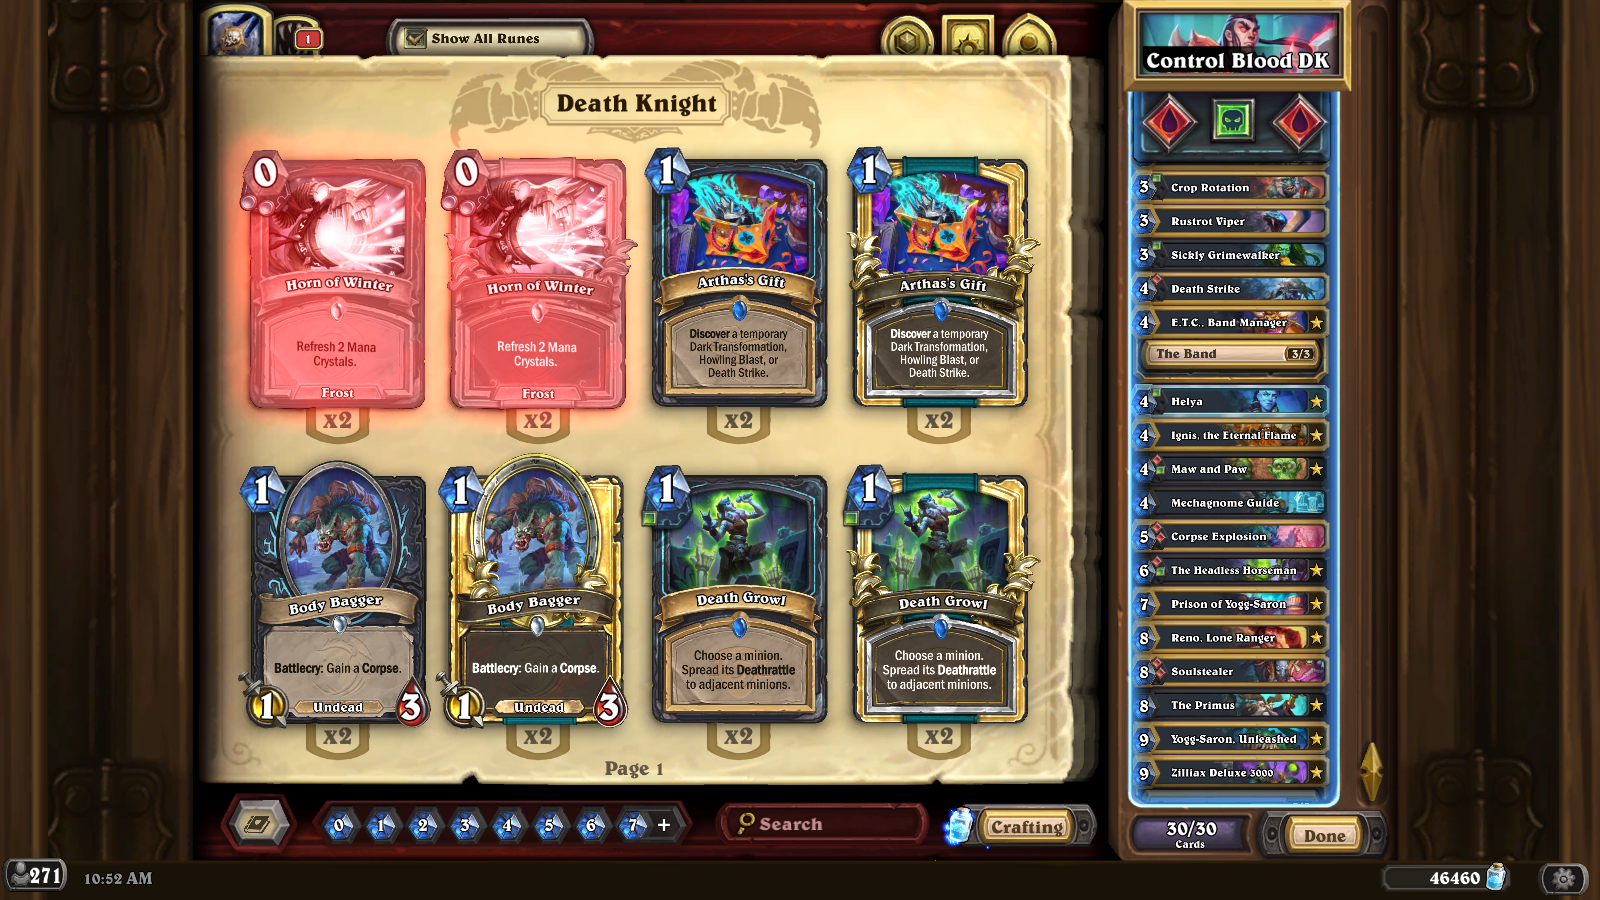 1
Show All Runes
Control Blood DK
Death Knight
0
Horn of Winter
Refresh 2 Mana
Crystals.
Frost
x2
0
Horn of Winter
Refresh 2 Mana
Crystals.
Frost
x2
1
Arthas's Gift
Discover a temporary
Dark Transformation,
Howling Blast, or
Death Strike.
x2
1
Arthas's Gift
Discover a temporary
Dark Transformation,
Howling Blast, or
Death Strike.
x2
1
Body Bagger
Battlecry: Gain a Corpse.
1
Undead
3
x2
1
Body Bagger
Battlecry: Gain a Corpse.
1
Undead
3
x2
1
Death Growl
Choose a minion.
Spread its Deathrattle
to adjacent minions.
x2
1
Death Growl
Choose a minion.
Spread its Deathrattle
to adjacent minions.
x2
Page 1
3 Crop Rotation
3 Rustrot Viper
3 Sickly Grimewalker
4 Death Strike
4 E.T.C., Band Manager
The Band 3/3
4 Helya
4 Ignis, the Eternal Flame
4 Maw and Paw
4 Mechagnome Guide
5 Corpse Explosion
6 The Headless Horseman
7 Prison of Yogg-Saron
8 Reno, Lone Ranger
8 Soulstealer
8 The Primus
9 Yogg-Saron, Unleashed
9 Zilliax Deluxe 3000
0 1 2 3 4 5 6 7 +
Search
Crafting
30/30
Cards
Done
271
10:52 AM
46460